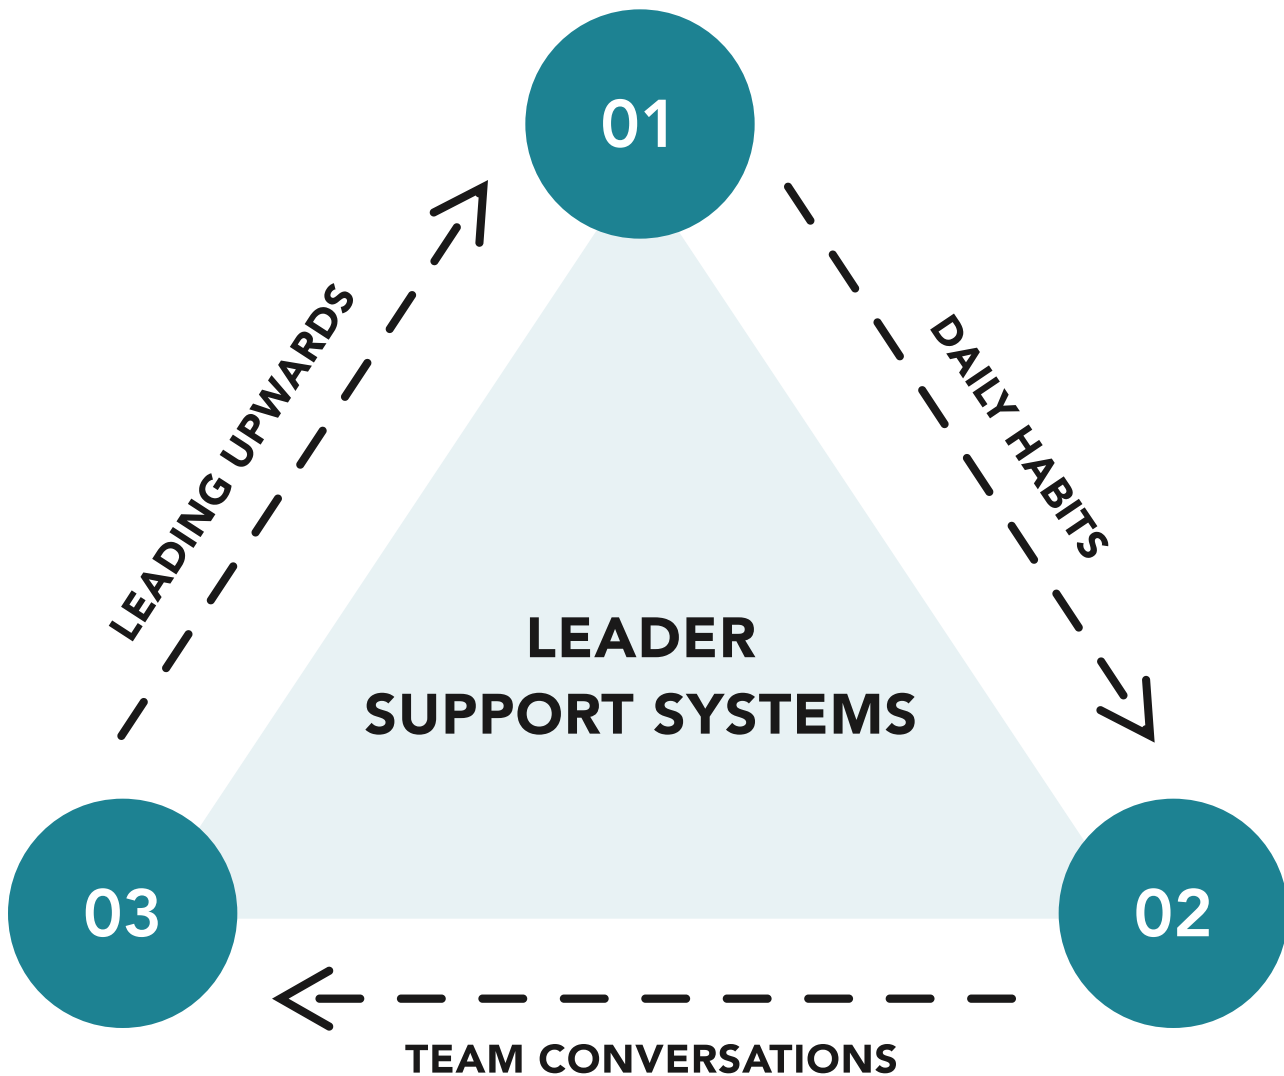 01
LEADING UPWARDS
DAILY HABITS
LEADER
SUPPORT SYSTEMS
03
02
TEAM CONVERSATIONS